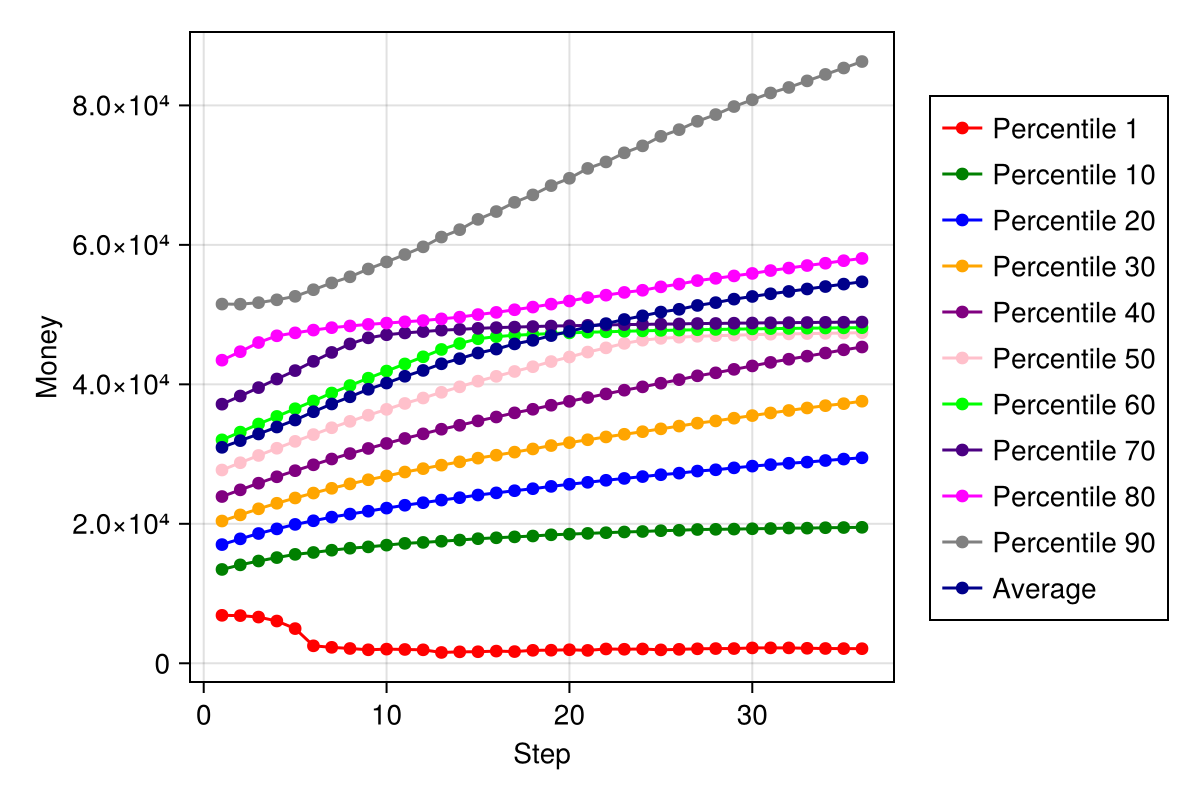 8.0×10⁴
6.0×10⁴
4.0×10⁴
2.0×10⁴
0
Money
0 10 20 30
Step
Percentile 1
Percentile 10
Percentile 20
Percentile 30
Percentile 40
Percentile 50
Percentile 60
Percentile 70
Percentile 80
Percentile 90
Average